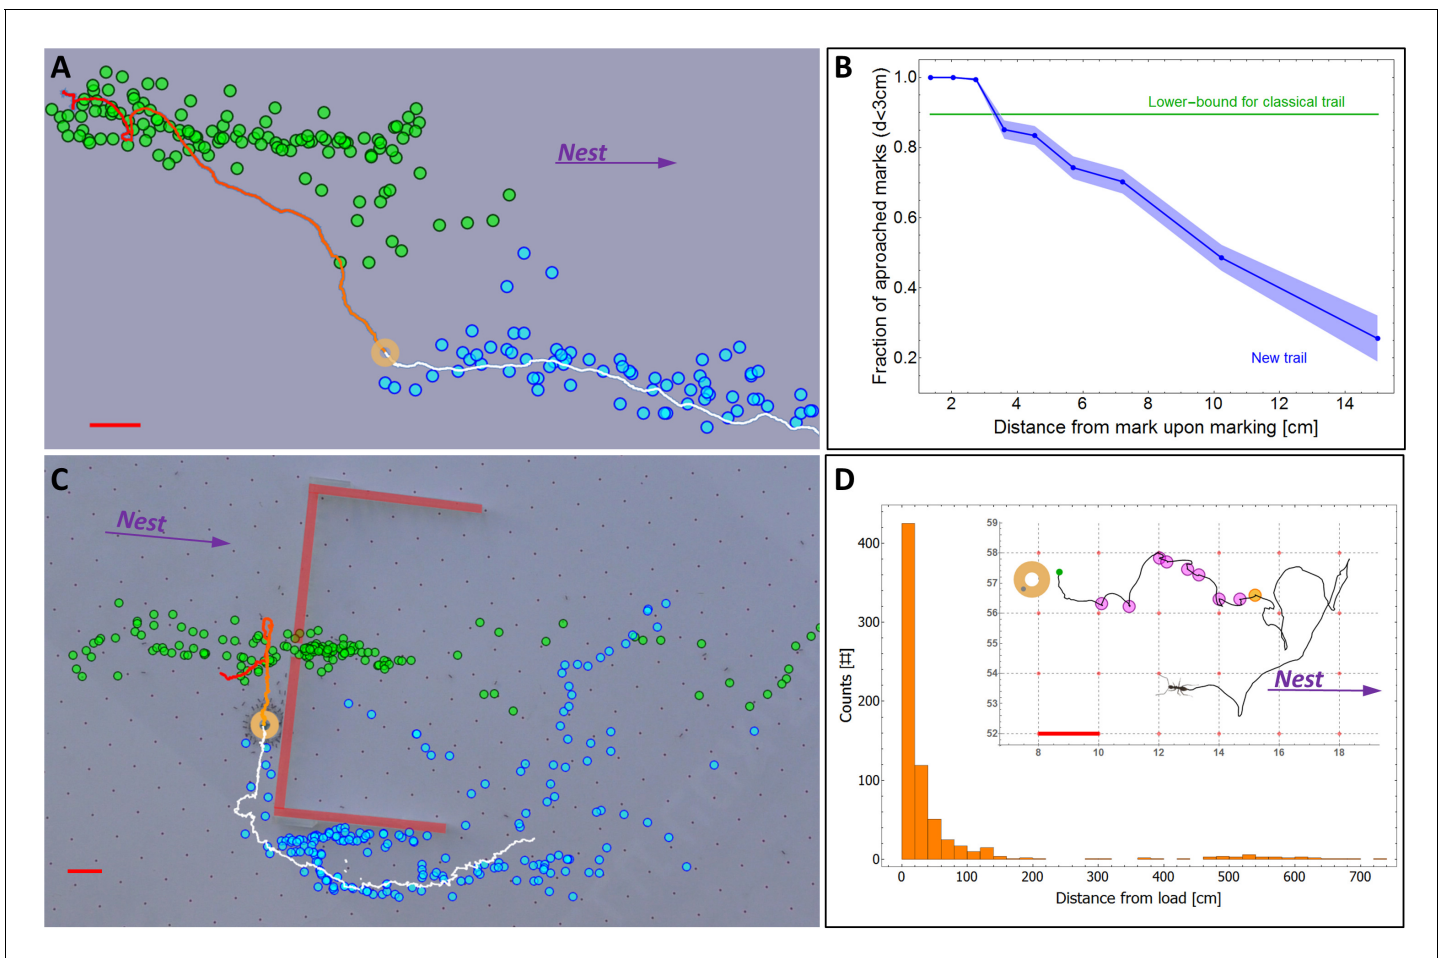 A
Nest
B
Fraction of aproached marks (d<3cm)
1.0
0.8
0.6
0.4
0.2
Lower-bound for classical trail
New trail
2 4 6 8 10 12 14
Distance from mark upon marking [cm]
C
Nest
D
Counts [#]
400
300
200
100
0
0 100 200 300 400 500 600 700
Distance from load [cm]
59
58
57
56
55
54
53
52
8 10 12 14 16 18
Nest